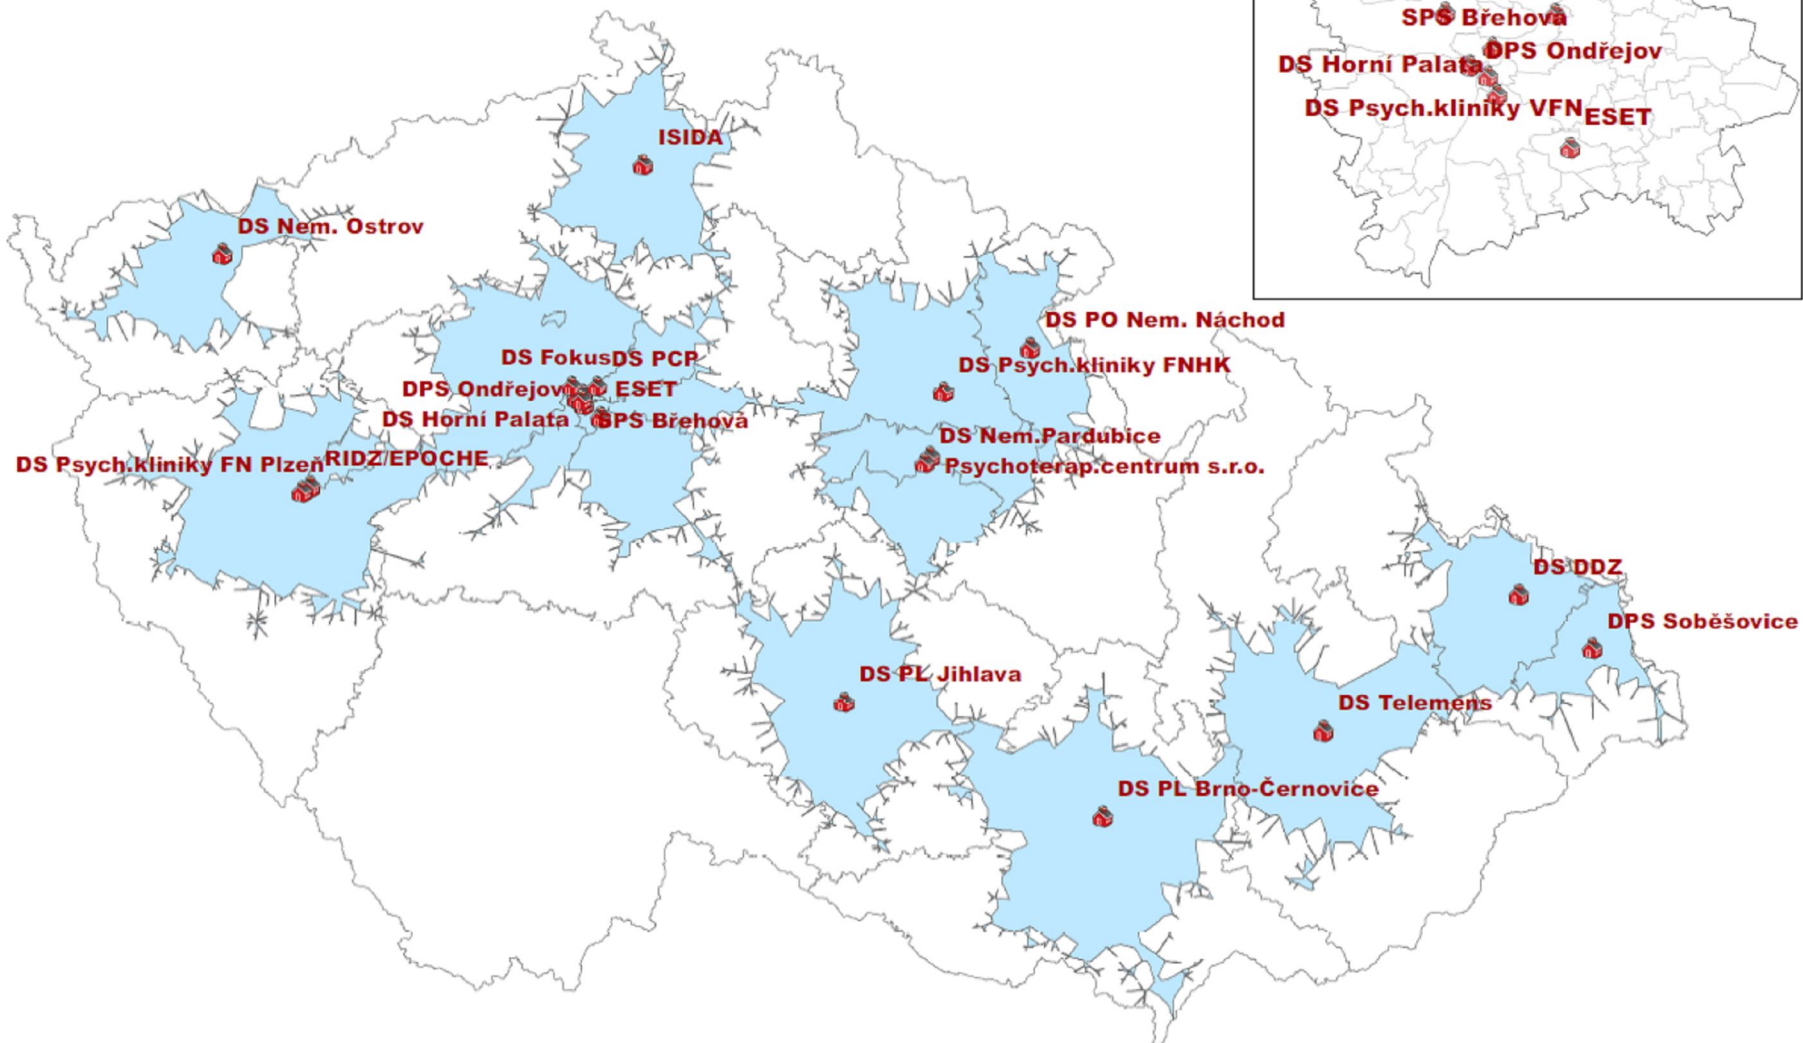 SPS Břehová
DPS Ondřejov
DS Horní Palata
DS Psych.kliniky VFN
ESET
ISIDA
DS Nem. Ostrov
DS PO Nem. Náchod
DS Fokus
DS PCP
DS Psych.kliniky FNHK
DPS Ondřejov
ESET
DS Horní Palata
SPS Břehová
DS Nem.Pardubice
DS Psych.kliniky FN Plzeň
RIDZ/EPOCHE
Psychoterap.centrum s.r.o.
DS DDZ
DPS Soběšovice
DS PL Jihlava
DS Telemens
DS PL Brno-Černovice